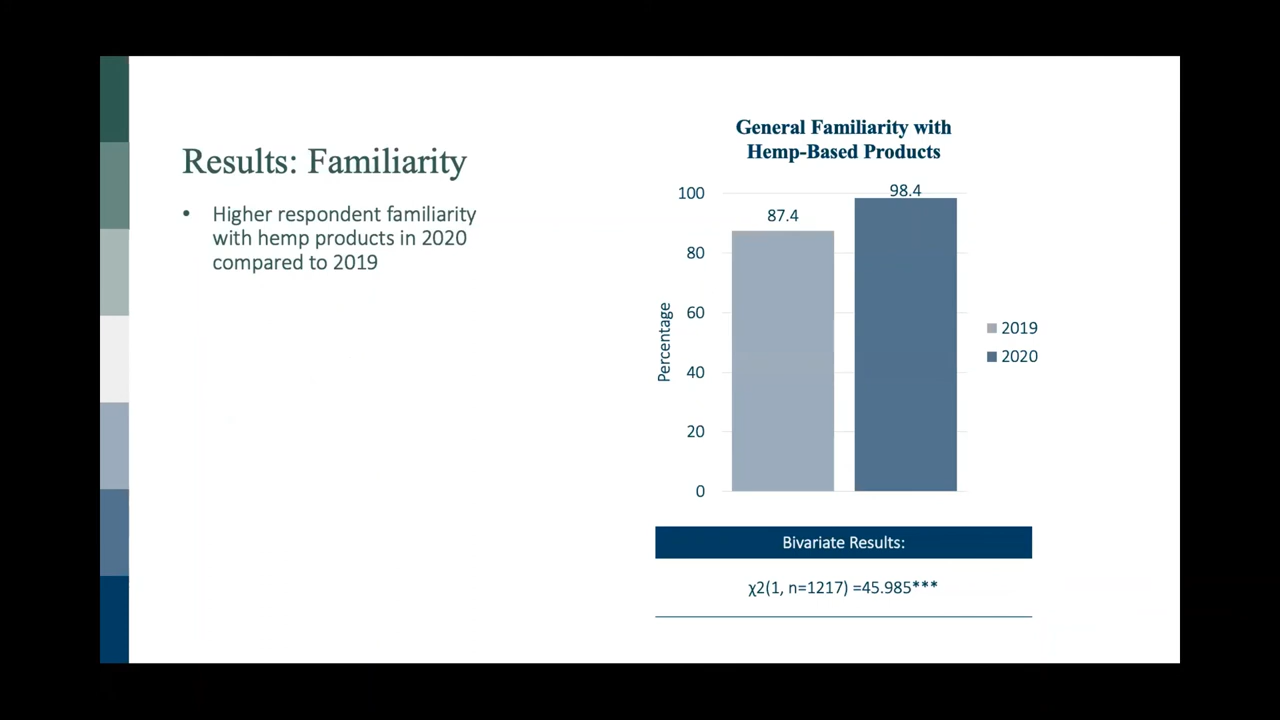 Results: Familiarity
• Higher respondent familiarity
with hemp products in 2020
compared to 2019
General Familiarity with
Hemp-Based Products
100
80
60
40
20
0
Percentage
87.4
98.4
2019
2020
Bivariate Results:
χ2(1, n=1217) =45.985***